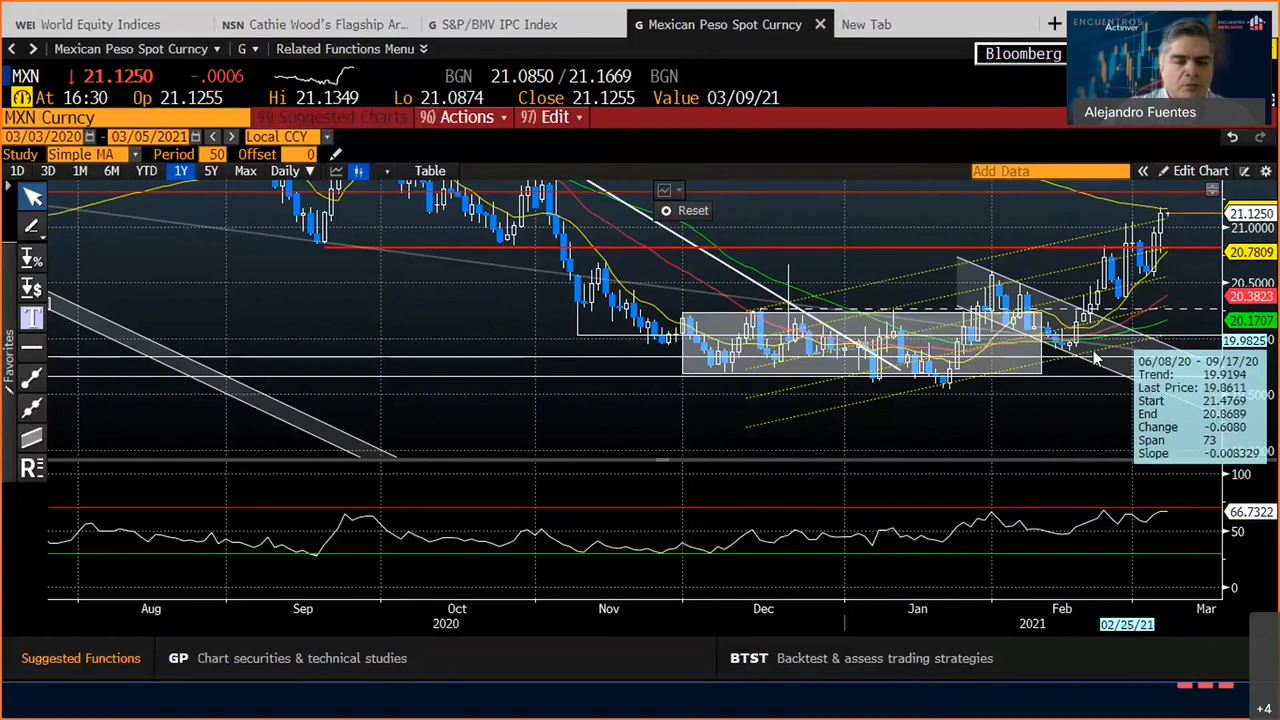 WEI World Equity Indices NSN Cathie Wood's Flagship Ar... G S&P/BMV IPC Index G Mexican Peso Spot Curncy ✕ New Tab +
ENCUENTROS
Actinver
Mexican Peso Spot Curncy G Related Functions Menu
Bloomberg
MXN ↓ 21.1250 -.0006 BGN 21.0850 /21.1669 BGN
At 16:30 Op 21.1255 Hi 21.1349 Lo 21.0874 Close 21.1255 Value 03/09/21
Alejandro Fuentes
MXN Curncy 99 Suggested Charts 96) Actions 97) Edit
03/03/2020 - 03/05/2021 Local CCY
Study Simple MA Period 50 Offset 0
1D 3D 1M 6M YTD 1Y 5Y Max Daily ▼ Table Add Data « Edit Chart
Reset
21.1250
21.0000
20.7809
20.5000
20.3823
20.1707
19.9825
06/08/20 - 09/17/20
Trend: 19.9194
Last Price: 19.8611
Start 21.4769
End 20.8689
Change -0.6080
Span 73
Slope -0.008329
Favorites
100
66.7322
50
0
Aug Sep Oct Nov Dec Jan Feb Mar
2020 2021 02/25/21
Suggested Functions GP Chart securities & technical studies BTST Backtest & assess trading strategies
+4